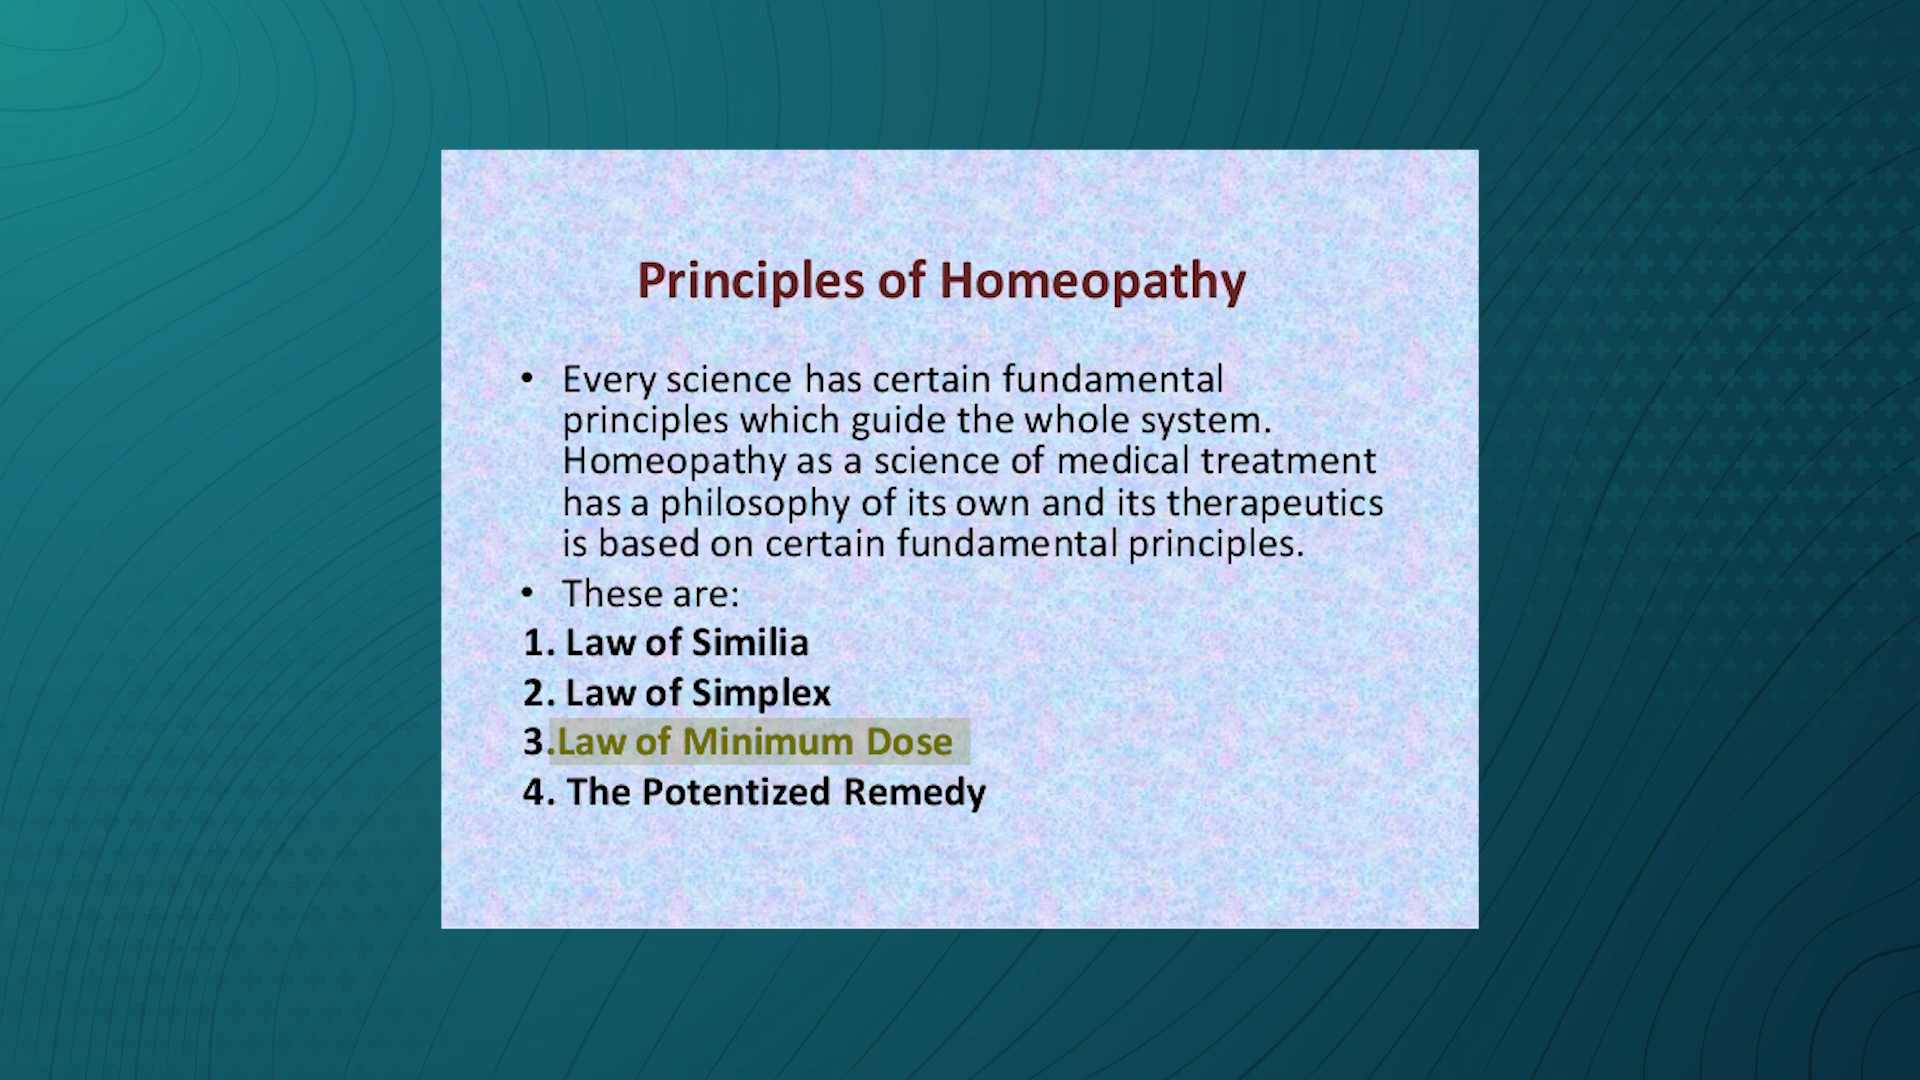 Principles of Homeopathy
• Every science has certain fundamental
principles which guide the whole system.
Homeopathy as a science of medical treatment
has a philosophy of its own and its therapeutics
is based on certain fundamental principles.
• These are:
1. Law of Similia
2. Law of Simplex
3.Law of Minimum Dose
4. The Potentized Remedy